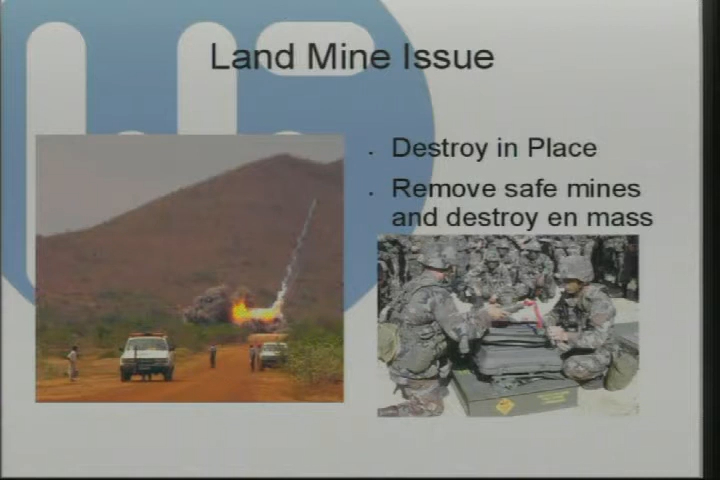 Land Mine Issue
Destroy in Place
Remove safe mines
and destroy en mass